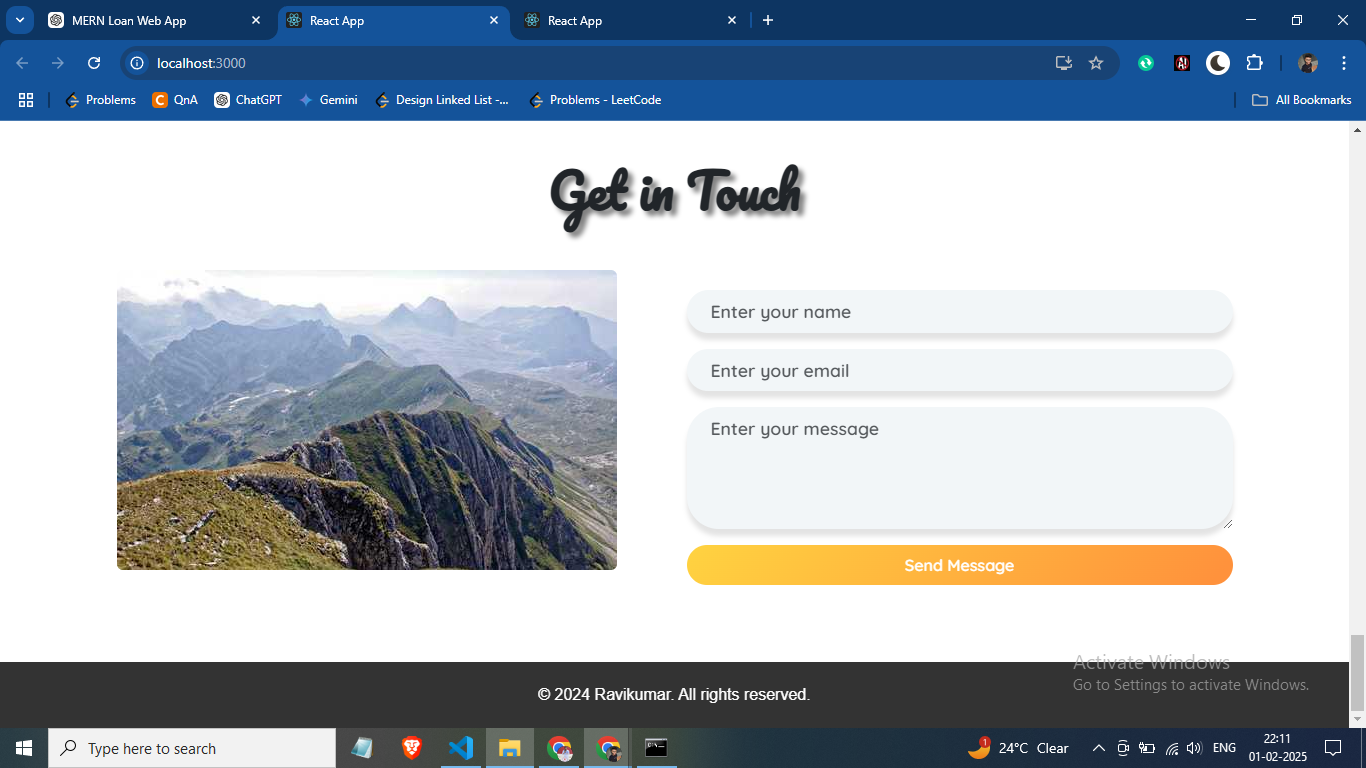 MERN Loan Web App
React App
React App
localhost:3000
Problems
QnA
ChatGPT
Gemini
Design Linked List -...
Problems - LeetCode
All Bookmarks
Get in Touch
Enter your name
Enter your email
Enter your message
Send Message
Activate Windows
Go to Settings to activate Windows.
© 2024 Ravikumar. All rights reserved.
Type here to search
1
24°C Clear
ENG
22:11
01-02-2025